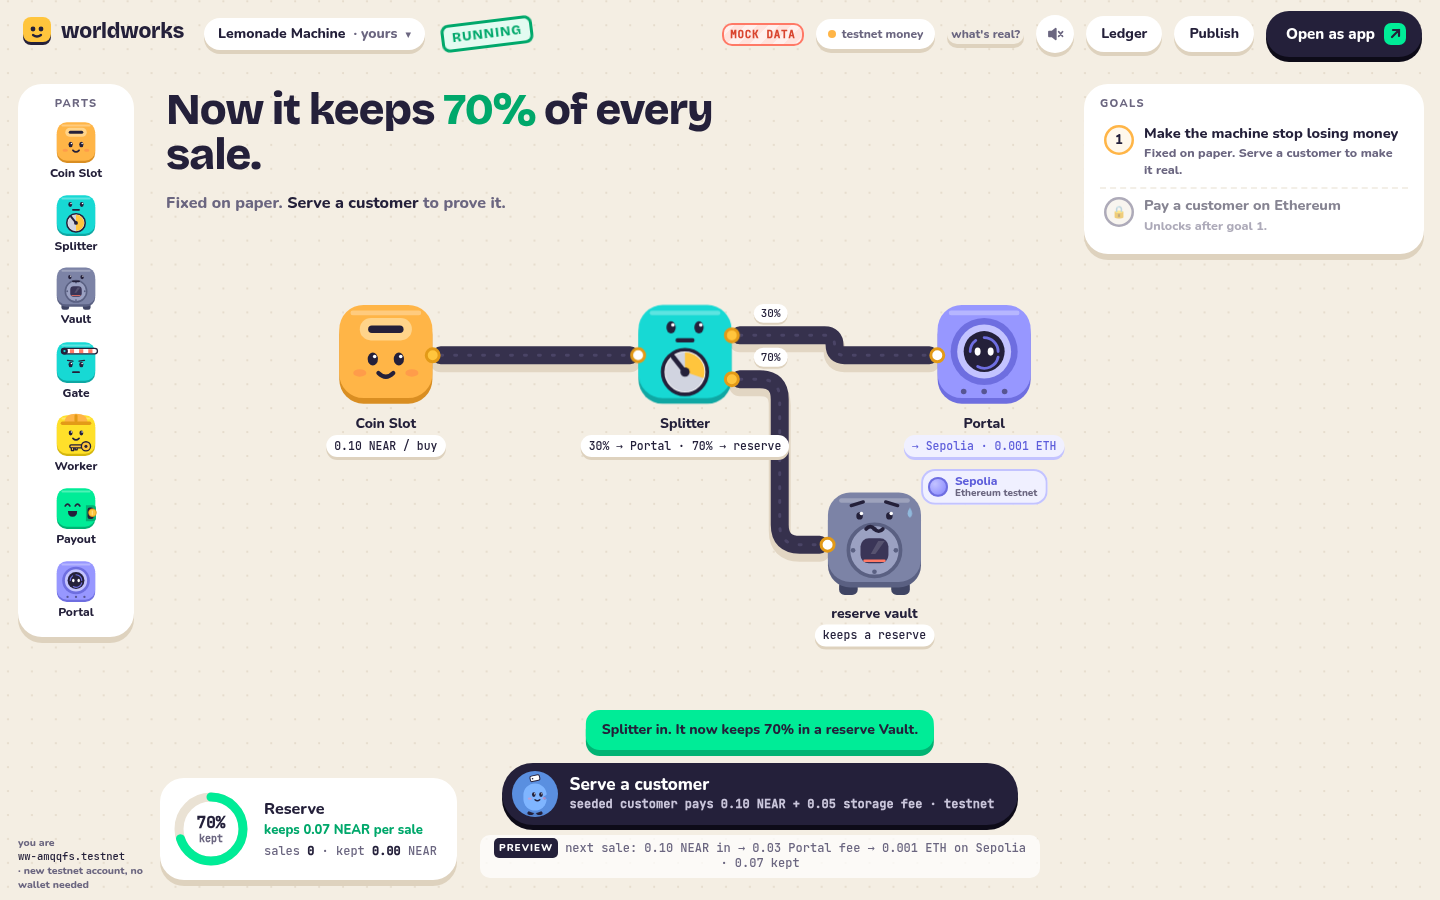 worldworks
Lemonade Machine · yours ▾
RUNNING
MOCK DATA
testnet money
what's real?
Ledger
Publish
Open as app
PARTS
Coin Slot
Splitter
Vault
Gate
Worker
Payout
Portal
Now it keeps 70% of every
sale.
Fixed on paper. Serve a customer to prove it.
GOALS
1
Make the machine stop losing money
Fixed on paper. Serve a customer to make
it real.
Pay a customer on Ethereum
Unlocks after goal 1.
30%
70%
Coin Slot
0.10 NEAR / buy
Splitter
30% → Portal · 70% → reserve
Portal
→ Sepolia · 0.001 ETH
Sepolia
Ethereum testnet
reserve vault
keeps a reserve
Splitter in. It now keeps 70% in a reserve Vault.
Serve a customer
seeded customer pays 0.10 NEAR + 0.05 storage fee · testnet
PREVIEW next sale: 0.10 NEAR in → 0.03 Portal fee → 0.001 ETH on Sepolia
· 0.07 kept
70%
kept
Reserve
keeps 0.07 NEAR per sale
sales 0 · kept 0.00 NEAR
you are
ww-amqqfs.testnet
· new testnet account, no
wallet needed